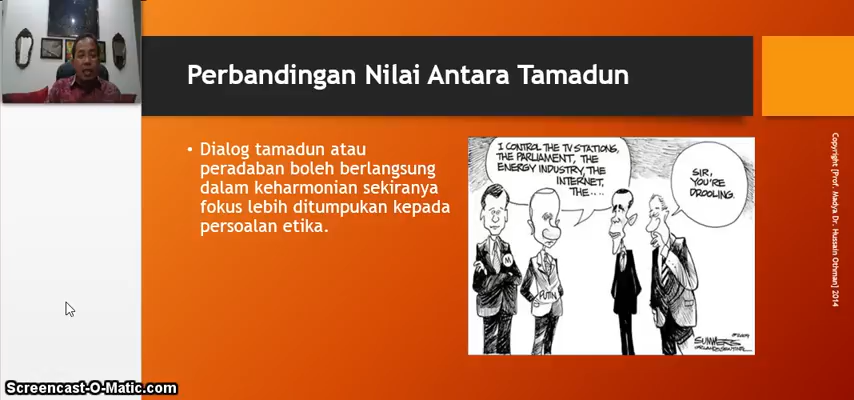 Perbandingan Nilai Antara Tamadun
• Dialog tamadun atau
peradaban boleh berlangsung
dalam keharmonian sekiranya
fokus lebih ditumpukan kepada
persoalan etika.
I CONTROL THE TV STATIONS,
THE PARLIAMENT, THE
ENERGY INDUSTRY, THE
INTERNET,
THE....
SIR,
YOU'RE
DROOLING.
M
PUTIN
SUMMERS
Copyright [Prof. Madya Dr. Hussain Othman] 2014
Screencast-O-Matic.com